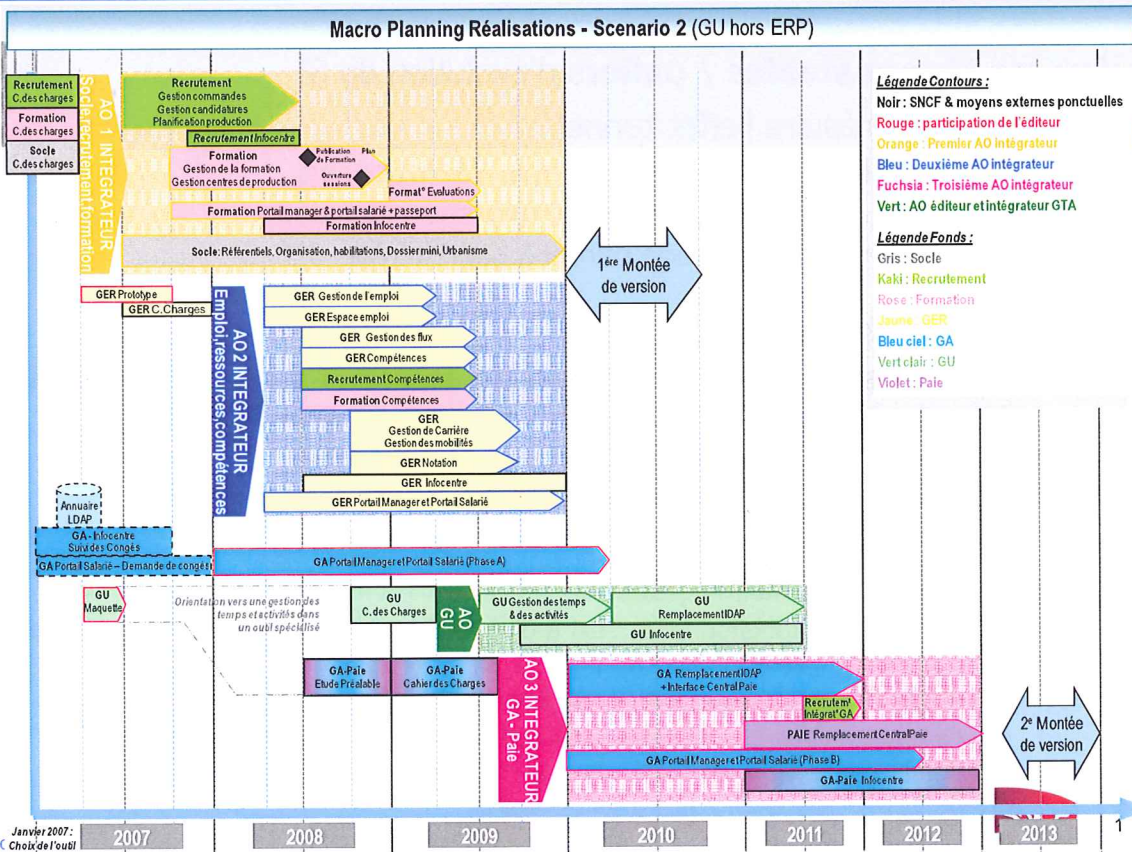 Macro Planning Réalisations - Scenario 2 (GU hors ERP)
Recrutement
C.des charges
Formation
C.des charges
Socle
C.des charges
AO 1 INTEGRATEUR
Socle,recrutement,formation
Recrutement
Gestion commandes
Gestion candidatures
Planification production
Recrutement Infocentre
Formation
Gestion de la formation
Gestion centres de production
Publication Plan
de Formation
Ouverture
sessions
Format° Evaluations
Formation Portail manager & portail salarié + passeport
Formation Infocentre
Socle: Référentiels, Organisation, habilitations, Dossier mini, Urbanisme
1ère Montée
de version
Légende Contours :
Noir : SNCF & moyens externes ponctuelles
Rouge : participation de l'éditeur
Orange : Premier AO intégrateur
Bleu : Deuxième AO intégrateur
Fuchsia : Troisième AO intégrateur
Vert : AO éditeur et intégrateur GTA
Légende Fonds :
Gris : Socle
Kaki : Recrutement
Rose : Formation
Jaune : GER
Bleu ciel : GA
Vert clair : GU
Violet : Paie
GER Prototype
GER C. Charges
AO2 INTEGRATEUR
Emploi,ressources,compétences
GER Gestion de l'emploi
GER Espace emploi
GER Gestion des flux
GER Compétences
Recrutement Compétences
Formation Compétences
GER
Gestion de Carrière
Gestion des mobilités
GER Notation
GER Infocentre
GER Portail Manager et Portail Salarié
Annuaire
LDAP
GA - Infocentre
Suivi des Congés
GA Portail Salarié – Demande de congés
GA Portail Manager et Portail Salarié (Phase A)
GU
Maquette
Orientation vers une gestion des
temps et activités dans
un outil spécialisé
GU
C. des Charges
AO
GU
GU Gestion des temps
& des activités
GU
Remplacement IDAP
GU Infocentre
GA-Paie
Etude Préalable
GA-Paie
Cahier des Charges
AO 3 INTEGRATEUR
GA - Paie
GA Remplacement IDAP
+ Interface Central Paie
Recrutemt
Intégrat° GA
PAIE Remplacement Central Paie
GA Portail Manager et Portail Salarié (Phase B)
GA-Paie Infocentre
2e Montée
de version
Janvier 2007 :
Choix de l'outil
2007
2008
2009
2010
2011
2012
2013
1